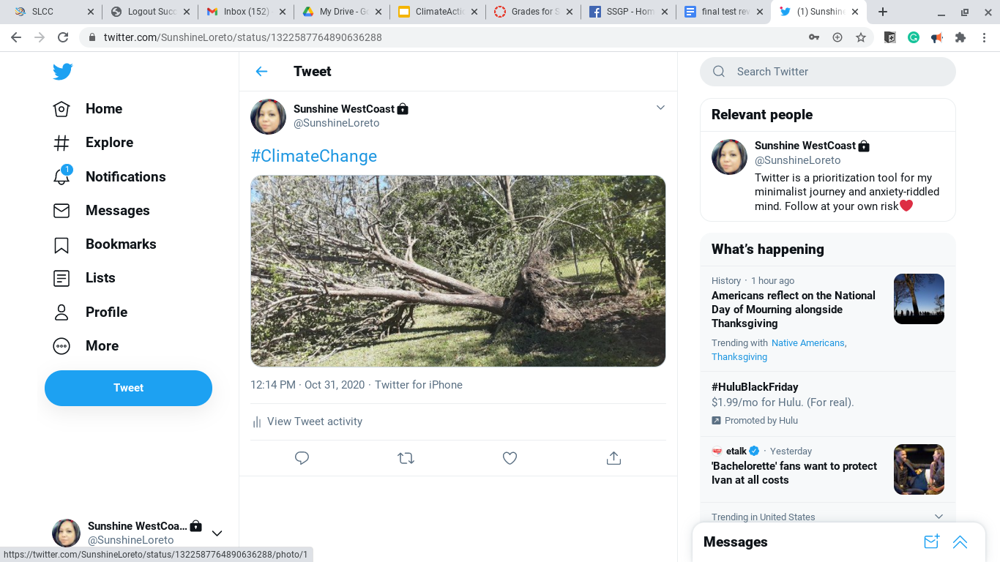 SLCC
Logout Succ
Inbox (152)
My Drive - Go
ClimateActio
Grades for S
SSGP - Hom
final test rev
(1) Sunshine
twitter.com/SunshineLoreto/status/1322587764890636288
Home
Explore
1
Notifications
Messages
Bookmarks
Lists
Profile
More
Tweet
Sunshine WestCoa...
@SunshineLoreto
https://twitter.com/SunshineLoreto/status/1322587764890636288/photo/1
Tweet
Sunshine WestCoast
@SunshineLoreto
#ClimateChange
12:14 PM · Oct 31, 2020 · Twitter for iPhone
View Tweet activity
Search Twitter
Relevant people
Sunshine WestCoast
@SunshineLoreto
Twitter is a prioritization tool for my
minimalist journey and anxiety-riddled
mind. Follow at your own risk❤️
What's happening
History · 1 hour ago
Americans reflect on the National
Day of Mourning alongside
Thanksgiving
Trending with Native Americans,
Thanksgiving
#HuluBlackFriday
$1.99/mo for Hulu. (For real).
Promoted by Hulu
etalk · Yesterday
'Bachelorette' fans want to protect
Ivan at all costs
Trending in United States
Messages